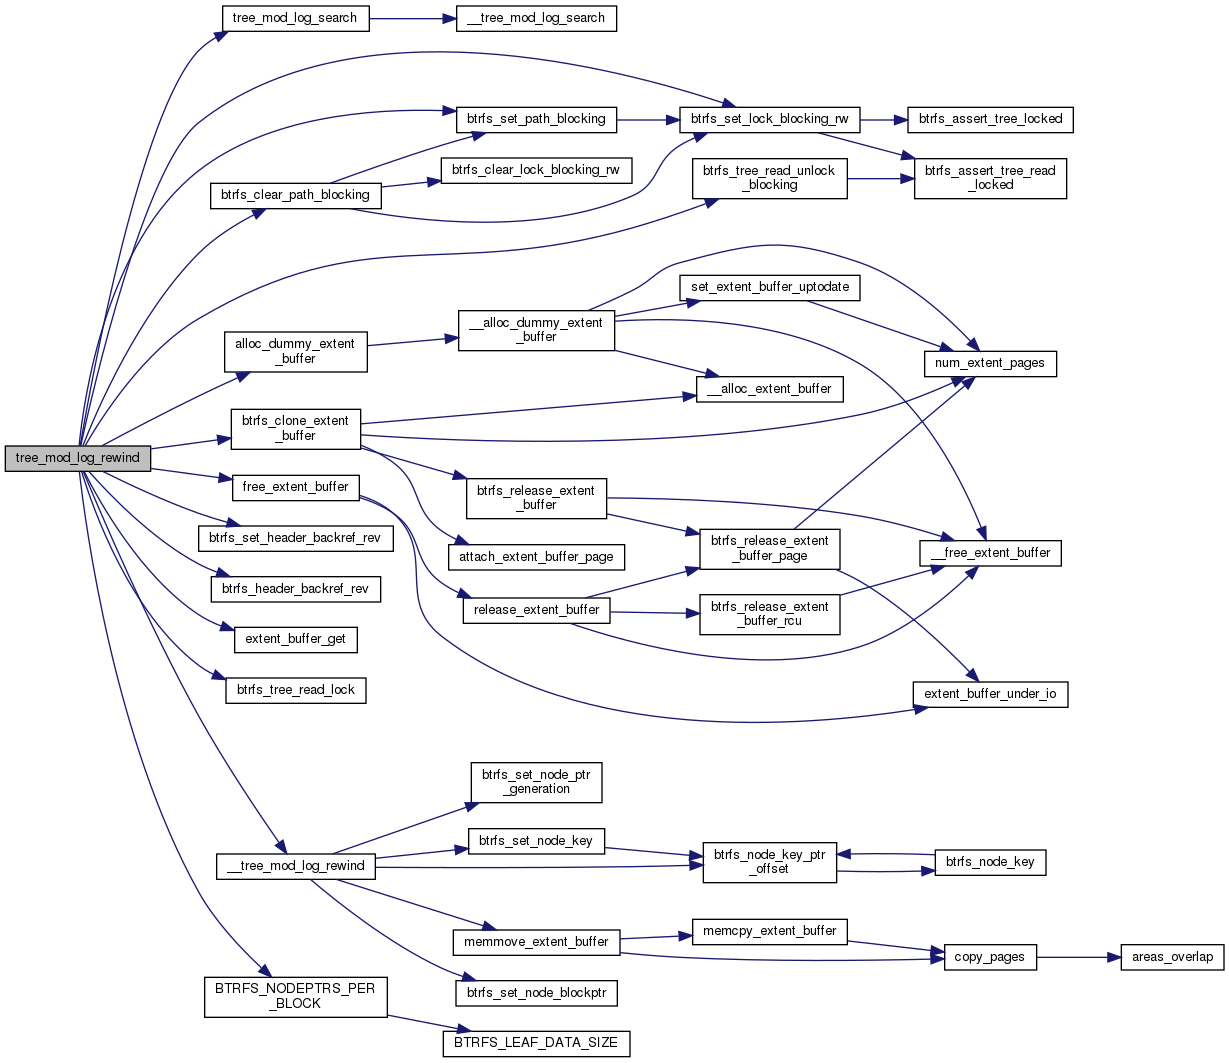 tree_mod_log_search
__tree_mod_log_search
btrfs_set_path_blocking
btrfs_set_lock_blocking_rw
btrfs_assert_tree_locked
btrfs_clear_lock_blocking_rw
btrfs_tree_read_unlock
_blocking
btrfs_assert_tree_read
_locked
btrfs_clear_path_blocking
set_extent_buffer_uptodate
__alloc_dummy_extent
_buffer
alloc_dummy_extent
_buffer
num_extent_pages
__alloc_extent_buffer
btrfs_clone_extent
_buffer
tree_mod_log_rewind
free_extent_buffer
btrfs_release_extent
_buffer
btrfs_set_header_backref_rev
attach_extent_buffer_page
btrfs_release_extent
_buffer_page
__free_extent_buffer
btrfs_header_backref_rev
release_extent_buffer
btrfs_release_extent
_buffer_rcu
extent_buffer_get
btrfs_tree_read_lock
extent_buffer_under_io
btrfs_set_node_ptr
_generation
btrfs_set_node_key
__tree_mod_log_rewind
btrfs_node_key_ptr
_offset
btrfs_node_key
memmove_extent_buffer
memcpy_extent_buffer
copy_pages
areas_overlap
BTRFS_NODEPTRS_PER
_BLOCK
btrfs_set_node_blockptr
BTRFS_LEAF_DATA_SIZE